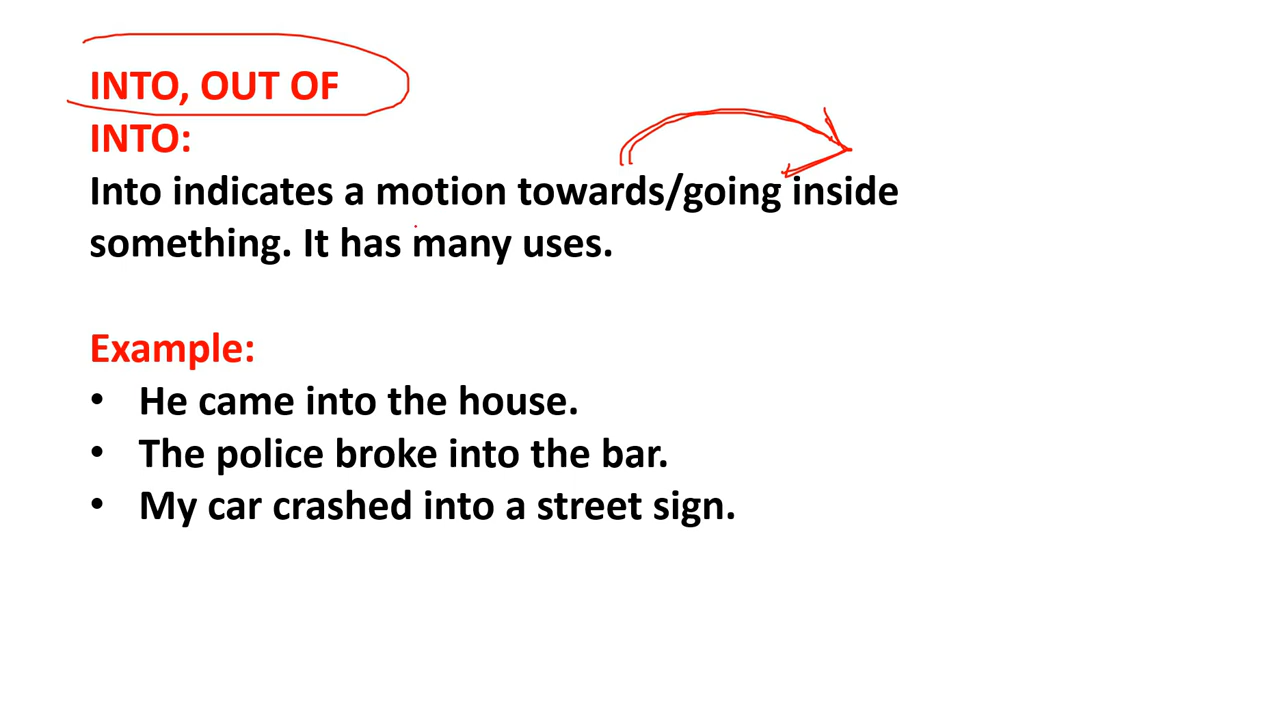 INTO, OUT OF
INTO:
Into indicates a motion towards/going inside
something. It has many uses.
Example:
• He came into the house.
• The police broke into the bar.
• My car crashed into a street sign.